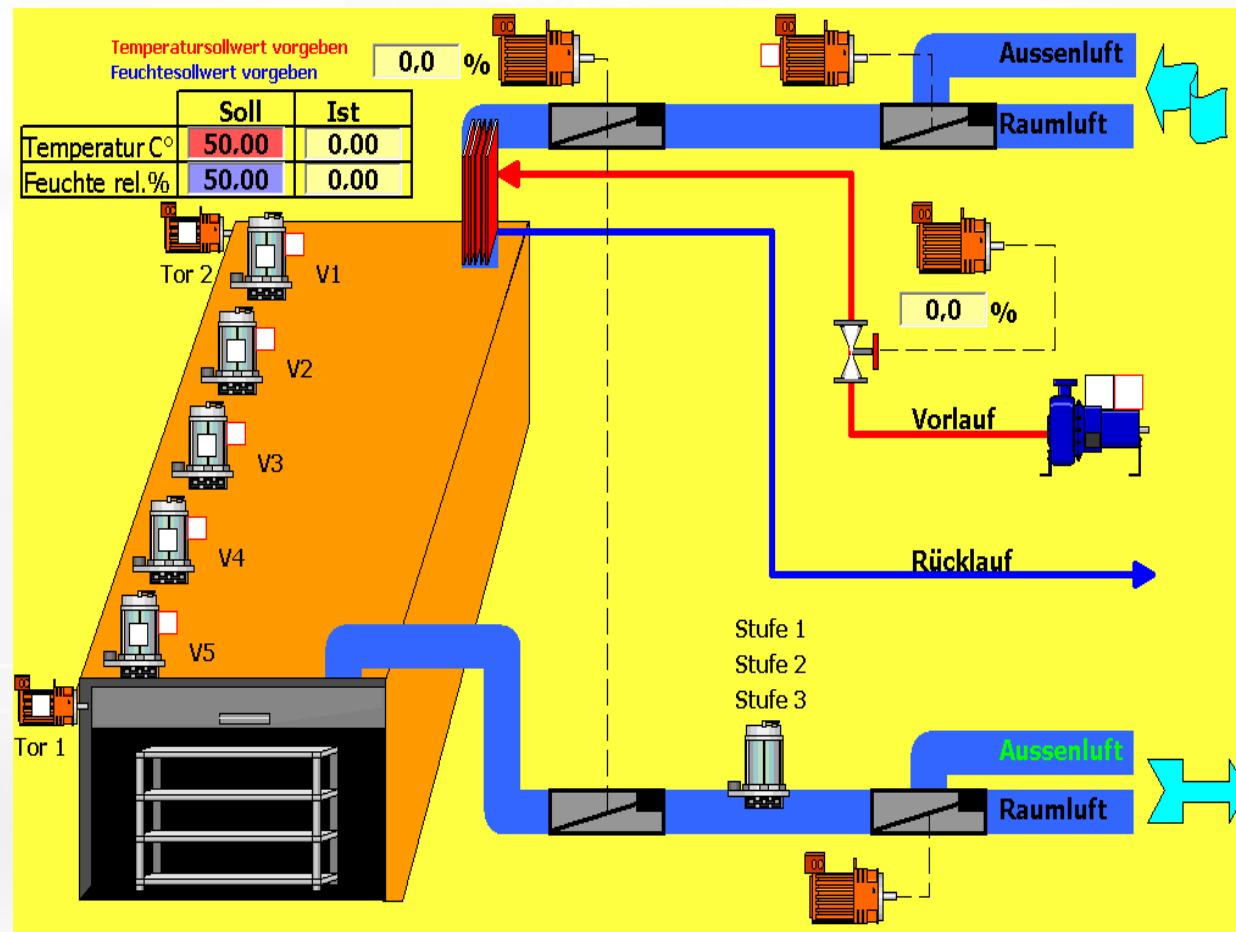 Temperatursollwert vorgeben
Feuchtesollwert vorgeben
0,0 %
Aussenluft
Raumluft
Soll Ist
Temperatur C° 50.00 0.00
Feuchte rel.% 50.00 0.00
Tor 2
V1
0,0 %
V2
Vorlauf
V3
V4
Rücklauf
Stufe 1
V5
Stufe 2
Stufe 3
Tor 1
Aussenluft
Raumluft